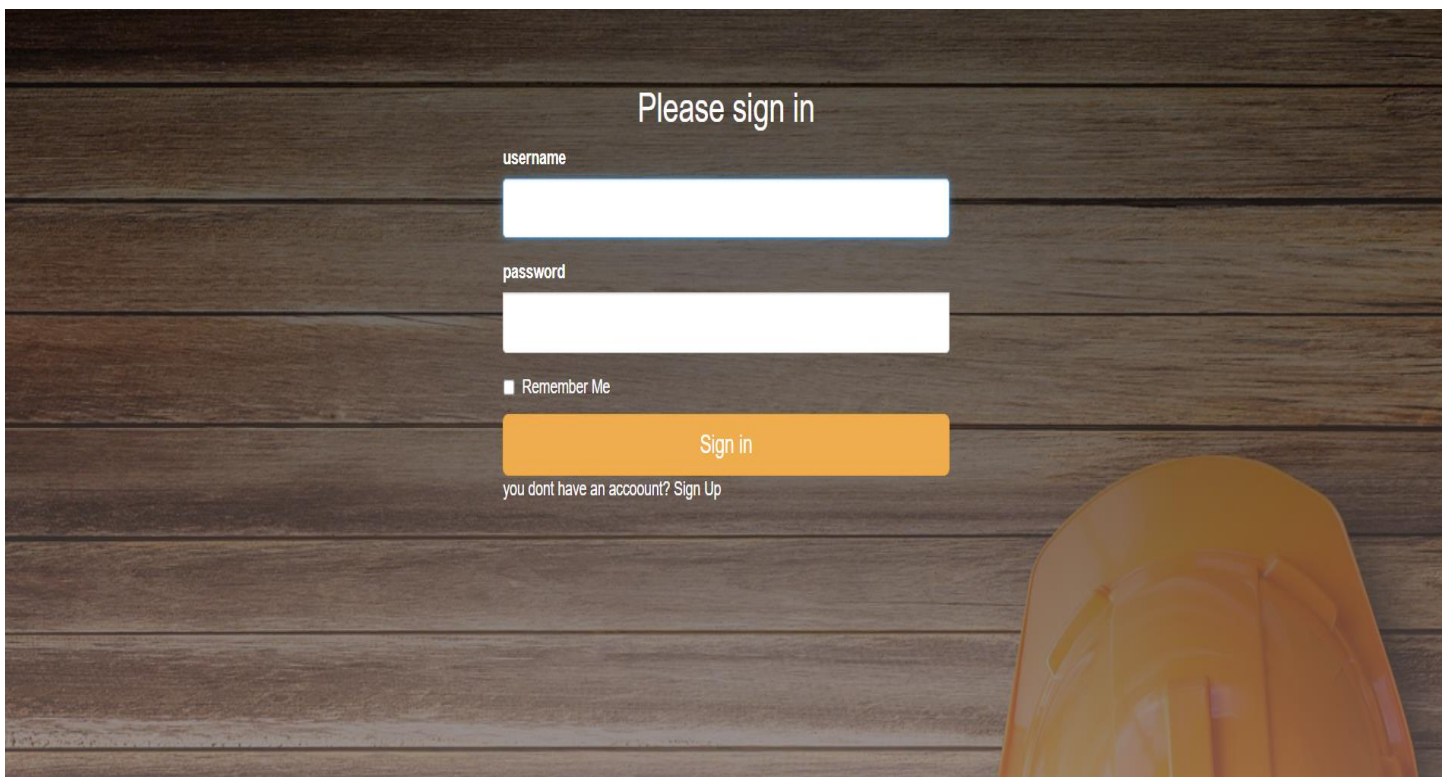 Please sign in
username
password
Remember Me
Sign in
you dont have an accoount? Sign Up